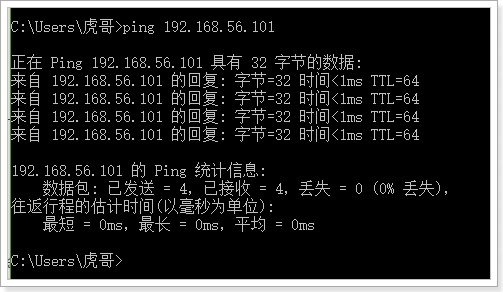 C:\Users\虎哥>ping 192.168.56.101
正在 Ping 192.168.56.101 具有 32 字节的数据:
来自 192.168.56.101 的回复: 字节=32 时间<1ms TTL=64
来自 192.168.56.101 的回复: 字节=32 时间<1ms TTL=64
来自 192.168.56.101 的回复: 字节=32 时间<1ms TTL=64
来自 192.168.56.101 的回复: 字节=32 时间<1ms TTL=64
192.168.56.101 的 Ping 统计信息:
数据包: 已发送 = 4，已接收 = 4，丢失 = 0 (0% 丢失)，
往返行程的估计时间(以毫秒为单位):
最短 = 0ms，最长 = 0ms，平均 = 0ms
C:\Users\虎哥>